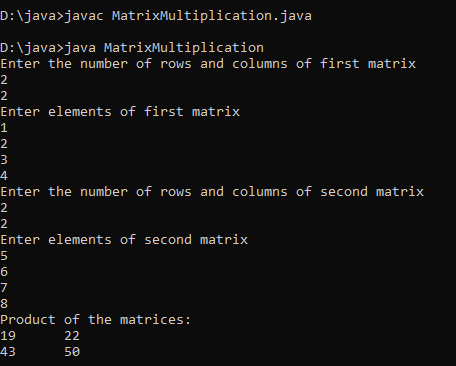 D:\java>javac MatrixMultiplication.java
D:\java>java MatrixMultiplication
Enter the number of rows and columns of first matrix
2
2
Enter elements of first matrix
1
2
3
4
Enter the number of rows and columns of second matrix
2
2
Enter elements of second matrix
5
6
7
8
Product of the matrices:
19      22
43      50